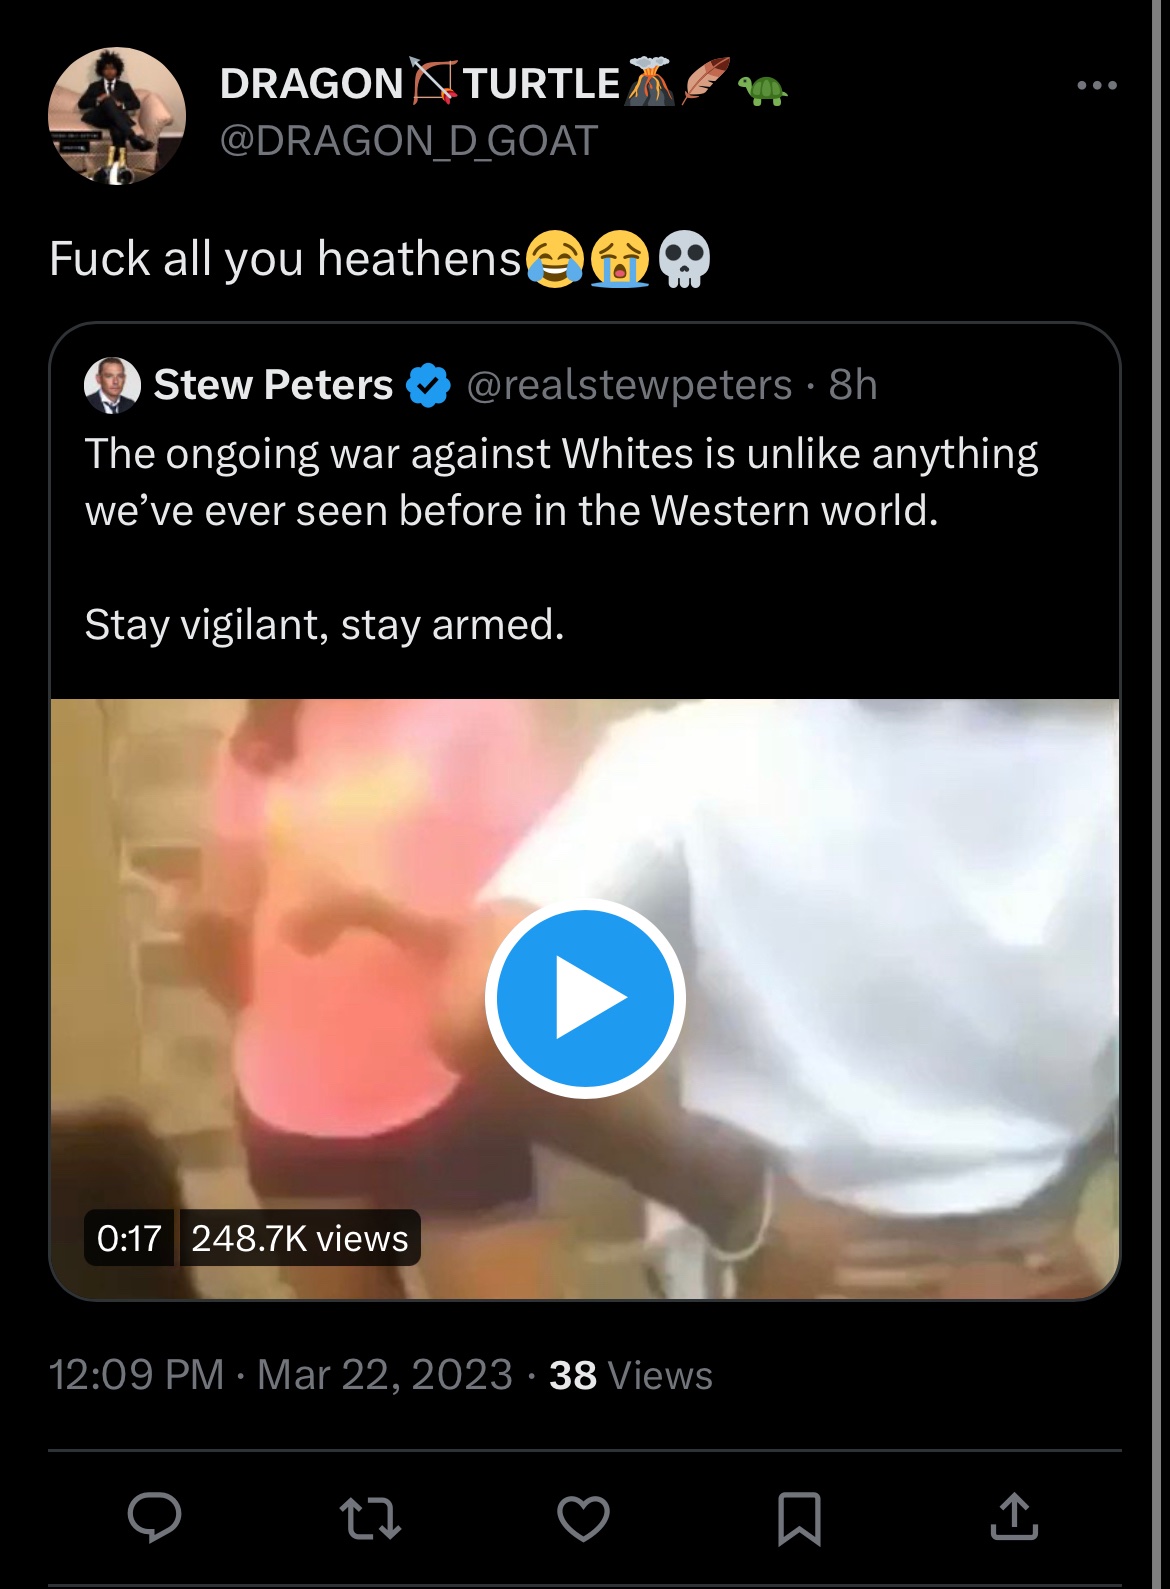 DRAGON🏹TURTLE🌋🪶🐢
@DRAGON_D_GOAT
Fuck all you heathens😂😭💀
Stew Peters @realstewpeters · 8h
The ongoing war against Whites is unlike anything
we’ve ever seen before in the Western world.
Stay vigilant, stay armed.
0:17 248.7K views
12:09 PM · Mar 22, 2023 · 38 Views